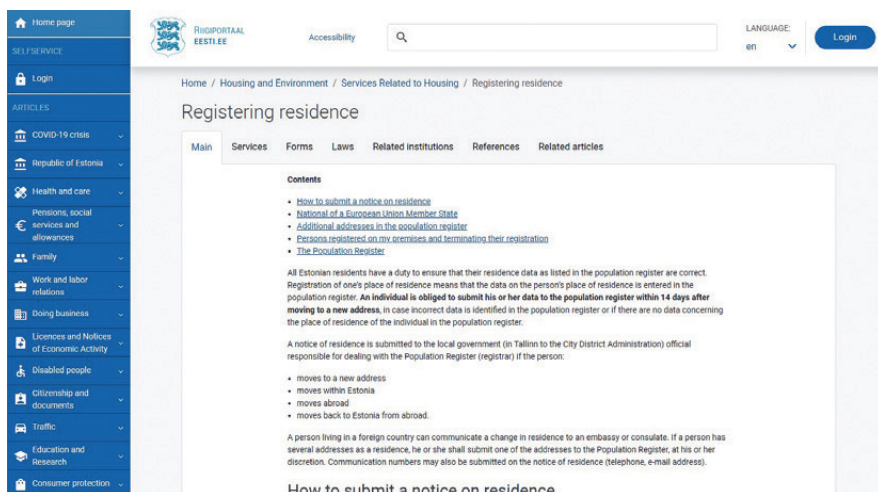 Home page
SELFSERVICE
Login
ARTICLES
COVID-19 crisis
Republic of Estonia
Health and care
Pensions, social
services and
allowances
Family
Work and labor
relations
Doing business
Licences and Notices
of Economic Activity
Disabled people
Citizenship and
documents
Traffic
Education and
Research
Consumer protection
RIIGIPORTAAL
EESTI.EE
Accessibility
LANGUAGE:
en
Login
Home / Housing and Environment / Services Related to Housing / Registering residence
Registering residence
Main Services Forms Laws Related institutions References Related articles
Contents
• How to submit a notice on residence
• National of a European Union Member State
• Additional addresses in the population register
• Persons registered on my premises and terminating their registration
• The Population Register
All Estonian residents have a duty to ensure that their residence data as listed in the population register are correct.
Registration of one's place of residence means that the data on the person's place of residence is entered in the
population register. An individual is obliged to submit his or her data to the population register within 14 days after
moving to a new address, in case incorrect data is identified in the population register or if there are no data concerning
the place of residence of the individual in the population register.
A notice of residence is submitted to the local government (in Tallinn to the City District Administration) official
responsible for dealing with the Population Register (registrar) if the person:
• moves to a new address
• moves within Estonia
• moves abroad
• moves back to Estonia from abroad.
A person living in a foreign country can communicate a change in residence to an embassy or consulate. If a person has
several addresses as a residence, he or she shall submit one of the addresses to the Population Register, at his or her
discretion. Communication numbers may also be submitted on the notice of residence (telephone, e-mail address).
How to submit a notice on residence